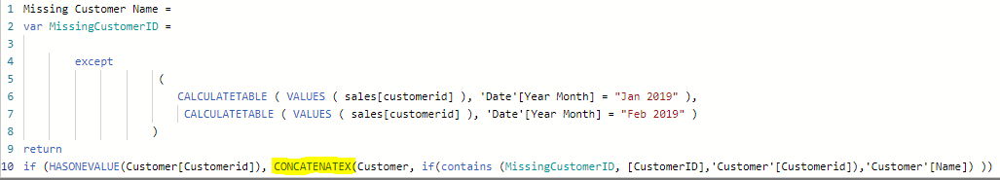 1 Missing Customer Name =
2 var MissingCustomerID =
3
4 except
5 (
6 CALCULATETABLE ( VALUES ( sales[customerid] ), 'Date'[Year Month] = "Jan 2019" ),
7 CALCULATETABLE ( VALUES ( sales[customerid] ), 'Date'[Year Month] = "Feb 2019" )
8 )
9 return
10 if (HASONEVALUE(Customer[Customerid]), CONCATENATEX(Customer, if(contains (MissingCustomerID, [CustomerID],'Customer'[Customerid]),'Customer'[Name]) ))